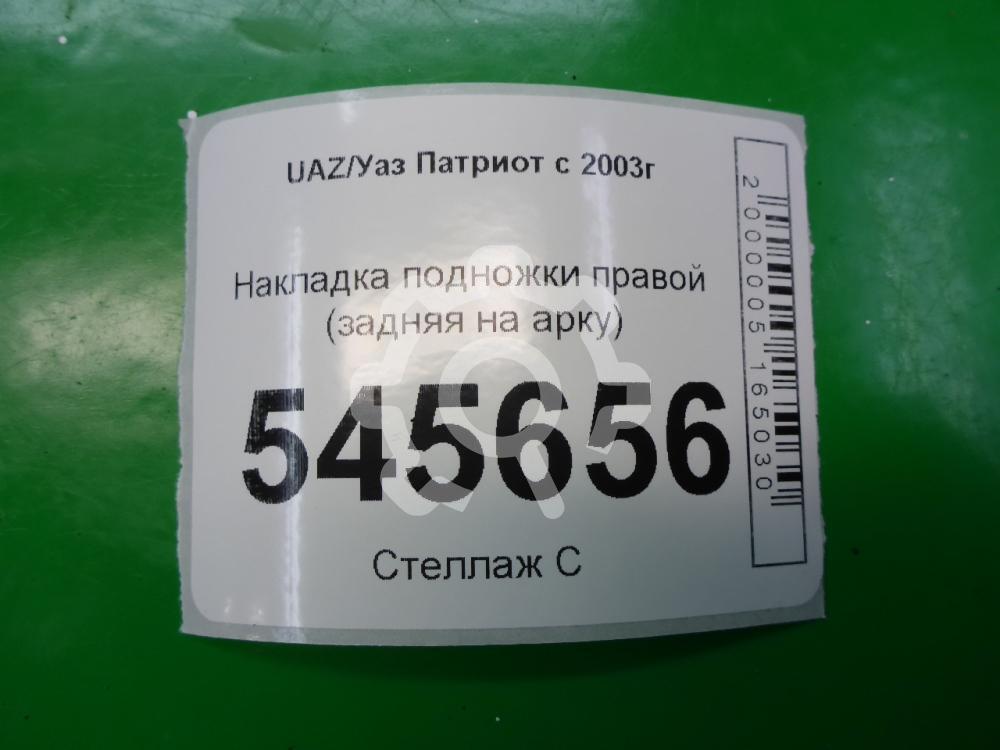 UAZ/Уаз Патриот с 2003г
Накладка подножки правой
(задняя на арку)
545656
Стеллаж С
2000005165030